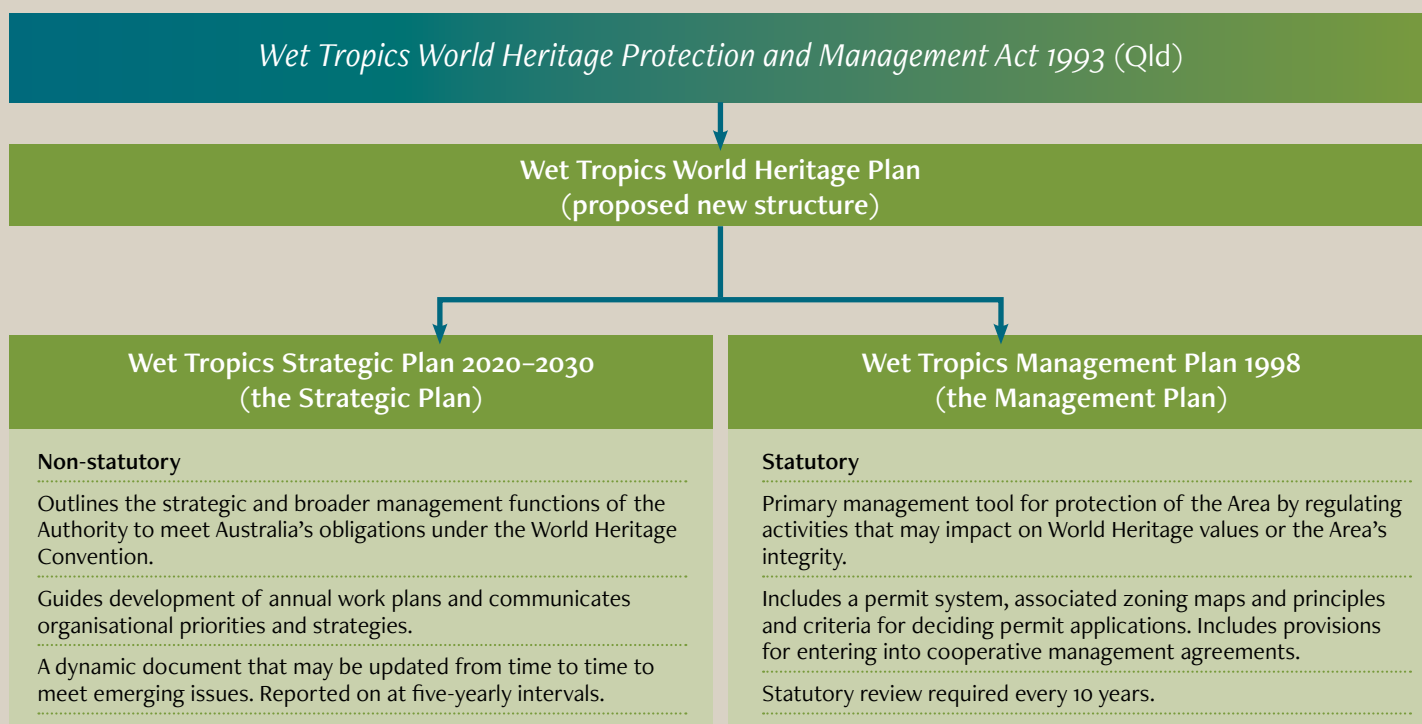 Wet Tropics World Heritage Protection and Management Act 1993 (Qld)
Wet Tropics World Heritage Plan
(proposed new structure)
Wet Tropics Strategic Plan 2020–2030
(the Strategic Plan)
Non-statutory
Outlines the strategic and broader management functions of the
Authority to meet Australia's obligations under the World Heritage
Convention.
Guides development of annual work plans and communicates
organisational priorities and strategies.
A dynamic document that may be updated from time to time to
meet emerging issues. Reported on at five-yearly intervals.
Wet Tropics Management Plan 1998
(the Management Plan)
Statutory
Primary management tool for protection of the Area by regulating
activities that may impact on World Heritage values or the Area's
integrity.
Includes a permit system, associated zoning maps and principles
and criteria for deciding permit applications. Includes provisions
for entering into cooperative management agreements.
Statutory review required every 10 years.